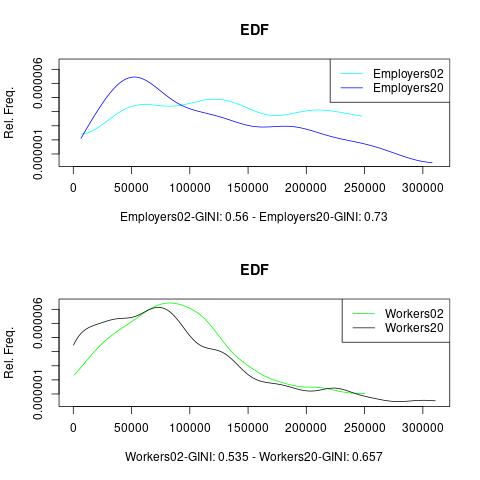 EDF
Rel. Freq.
0.000001
0.000006
Employers02
Employers20
0 50000 100000 150000 200000 250000 300000
Employers02-GINI: 0.56 - Employers20-GINI: 0.73
EDF
Rel. Freq.
0.000001
0.000006
Workers02
Workers20
0 50000 100000 150000 200000 250000 300000
Workers02-GINI: 0.535 - Workers20-GINI: 0.657